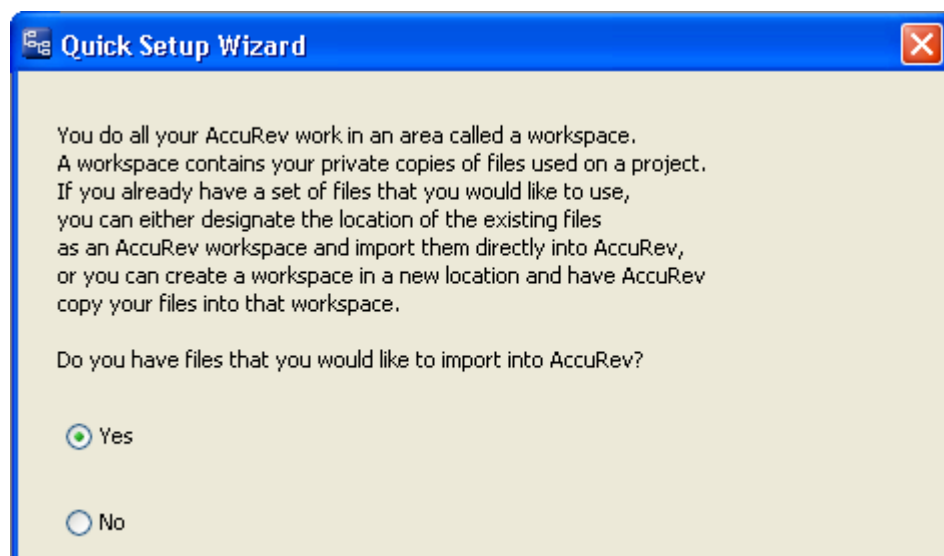 Quick Setup Wizard
You do all your AccuRev work in an area called a workspace.
A workspace contains your private copies of files used on a project.
If you already have a set of files that you would like to use,
you can either designate the location of the existing files
as an AccuRev workspace and import them directly into AccuRev,
or you can create a workspace in a new location and have AccuRev
copy your files into that workspace.
Do you have files that you would like to import into AccuRev?
Yes
No